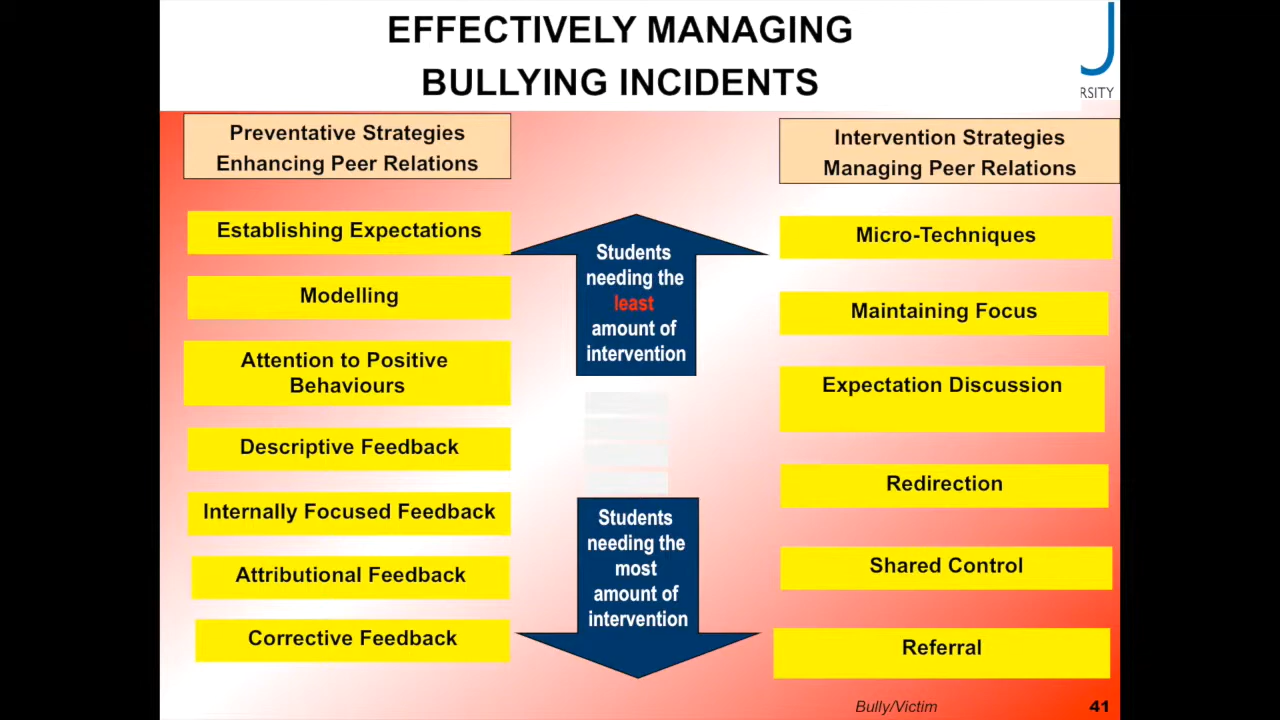 EFFECTIVELY MANAGING
BULLYING INCIDENTS
RSITY
Preventative Strategies
Enhancing Peer Relations
Establishing Expectations
Modelling
Attention to Positive
Behaviours
Descriptive Feedback
Internally Focused Feedback
Attributional Feedback
Corrective Feedback
Students
needing the
least
amount of
intervention
Students
needing the
most
amount of
intervention
Intervention Strategies
Managing Peer Relations
Micro-Techniques
Maintaining Focus
Expectation Discussion
Redirection
Shared Control
Referral
Bully/Victim
41